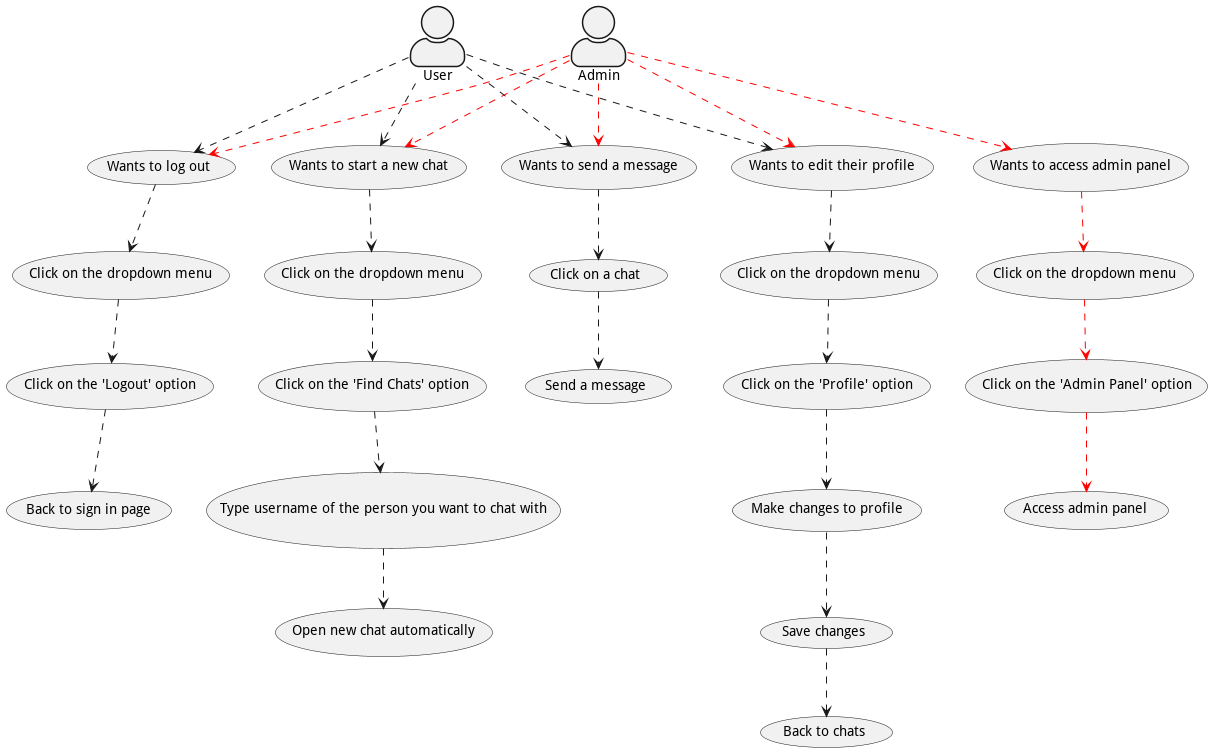 User
Admin
Wants to log out
Wants to start a new chat
Wants to send a message
Wants to edit their profile
Wants to access admin panel
Click on the dropdown menu
Click on the dropdown menu
Click on a chat
Click on the dropdown menu
Click on the dropdown menu
Click on the 'Logout' option
Click on the 'Find Chats' option
Send a message
Click on the 'Profile' option
Click on the 'Admin Panel' option
Back to sign in page
Type username of the person you want to chat with
Make changes to profile
Access admin panel
Open new chat automatically
Save changes
Back to chats